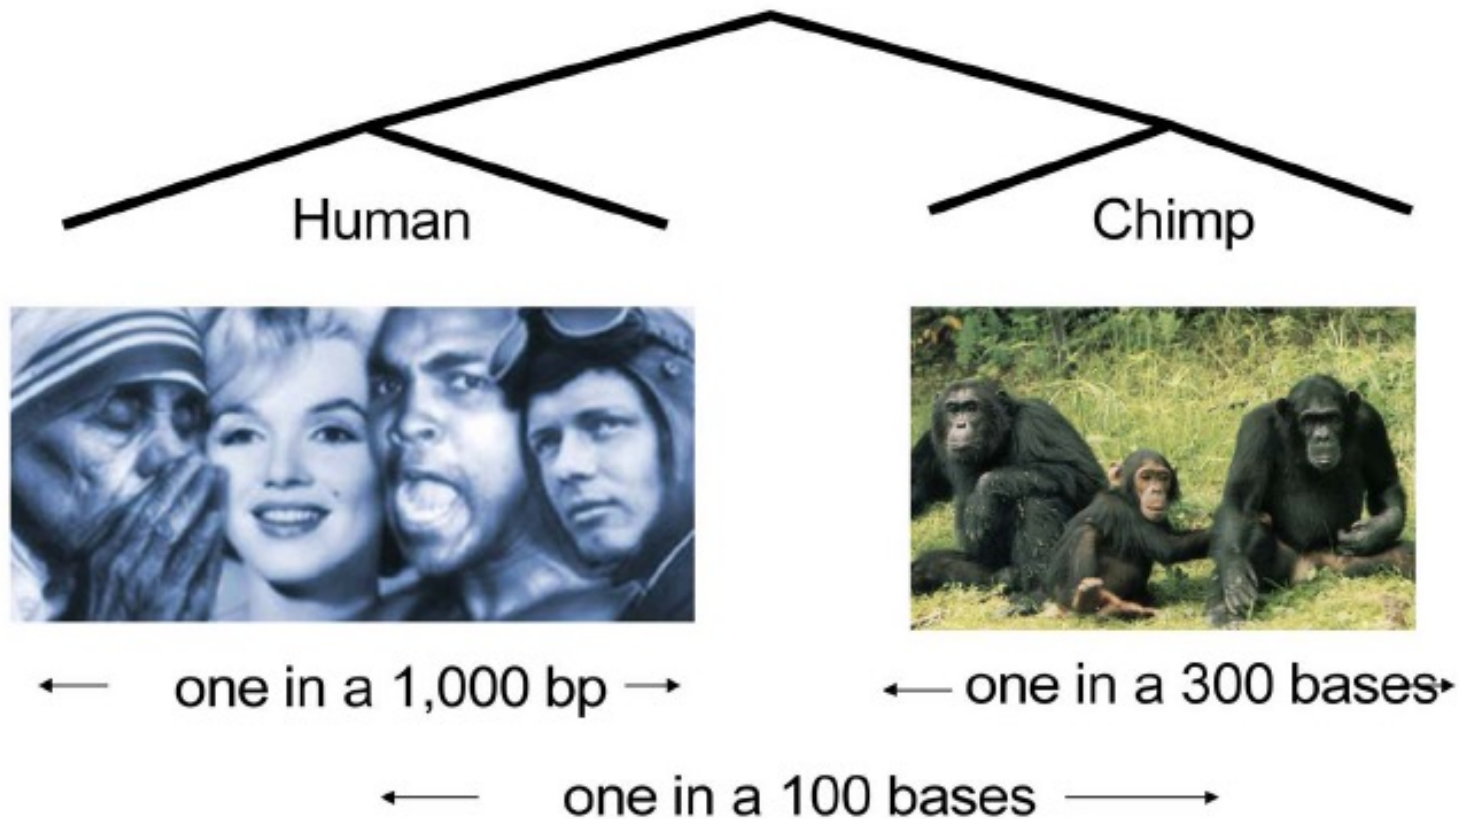 Human
Chimp
one in a 1,000 bp
one in a 300 bases
one in a 100 bases